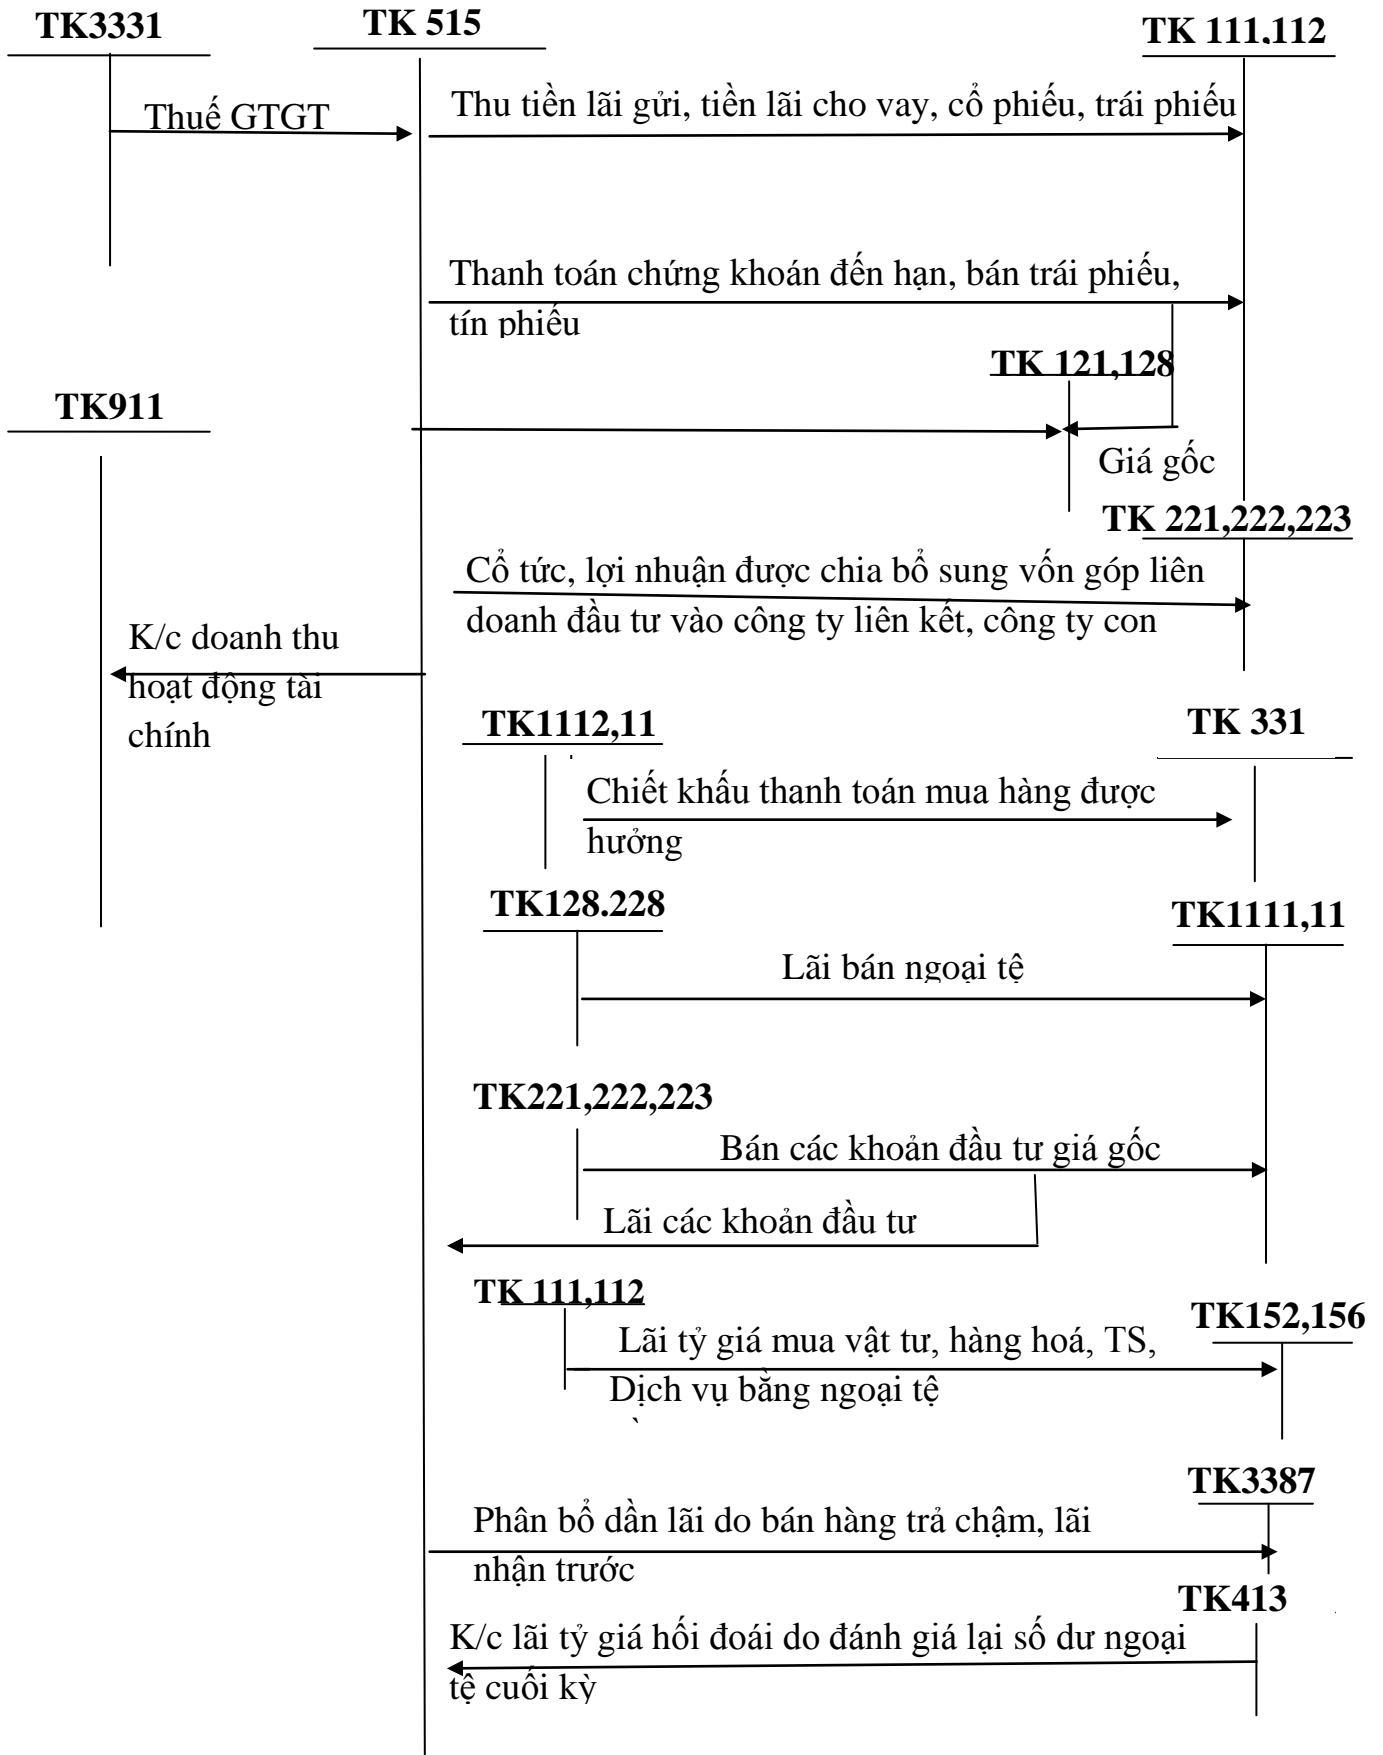 TK3331
TK 515
TK 111,112
Thuế GTGT
Thu tiền lãi gửi, tiền lãi cho vay, cổ phiếu, trái phiếu
Thanh toán chứng khoán đến hạn, bán trái phiếu,
tín phiếu
TK 121,128
TK911
Giá gốc
TK 221,222,223
Cổ tức, lợi nhuận được chia bổ sung vốn góp liên
doanh đầu tư vào công ty liên kết, công ty con
K/c doanh thu
hoạt động tài
chính
TK1112,11
TK 331
Chiết khấu thanh toán mua hàng được
hưởng
TK128.228
TK1111,11
Lãi bán ngoại tệ
TK221,222,223
Bán các khoản đầu tư giá gốc
Lãi các khoản đầu tư
TK 111,112
TK152,156
Lãi tỷ giá mua vật tư, hàng hoá, TS,
Dịch vụ bằng ngoại tệ
TK3387
Phân bổ dần lãi do bán hàng trả chậm, lãi
nhận trước
TK413
K/c lãi tỷ giá hối đoái do đánh giá lại số dư ngoại
tệ cuối kỳ